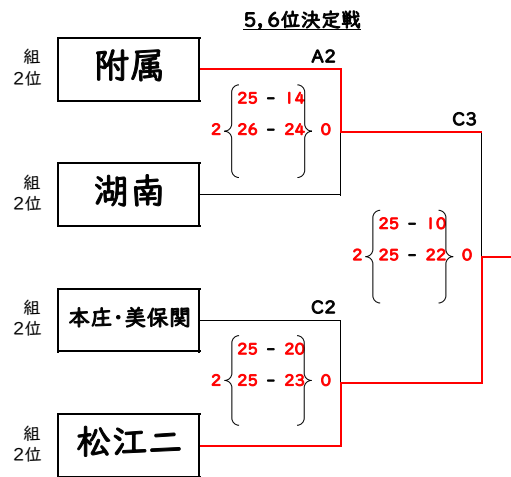 5,6位決定戦
A2
組
2位
附属
25 - 14
2 26 - 24 0
C3
組
2位
湖南
25 - 10
2 25 - 22 0
C2
組
2位
本庄・美保関
25 - 20
2 25 - 23 0
組
2位
松江二